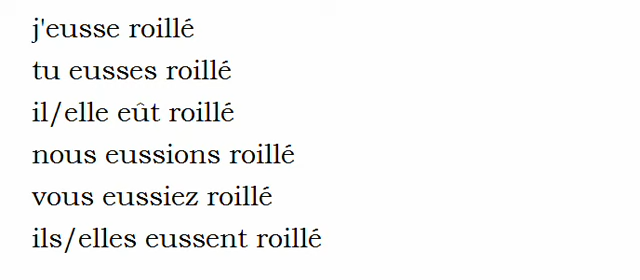 j'eusse roillé
tu eusses roillé
il/elle eût roillé
nous eussions roillé
vous eussiez roillé
ils/elles eussent roillé